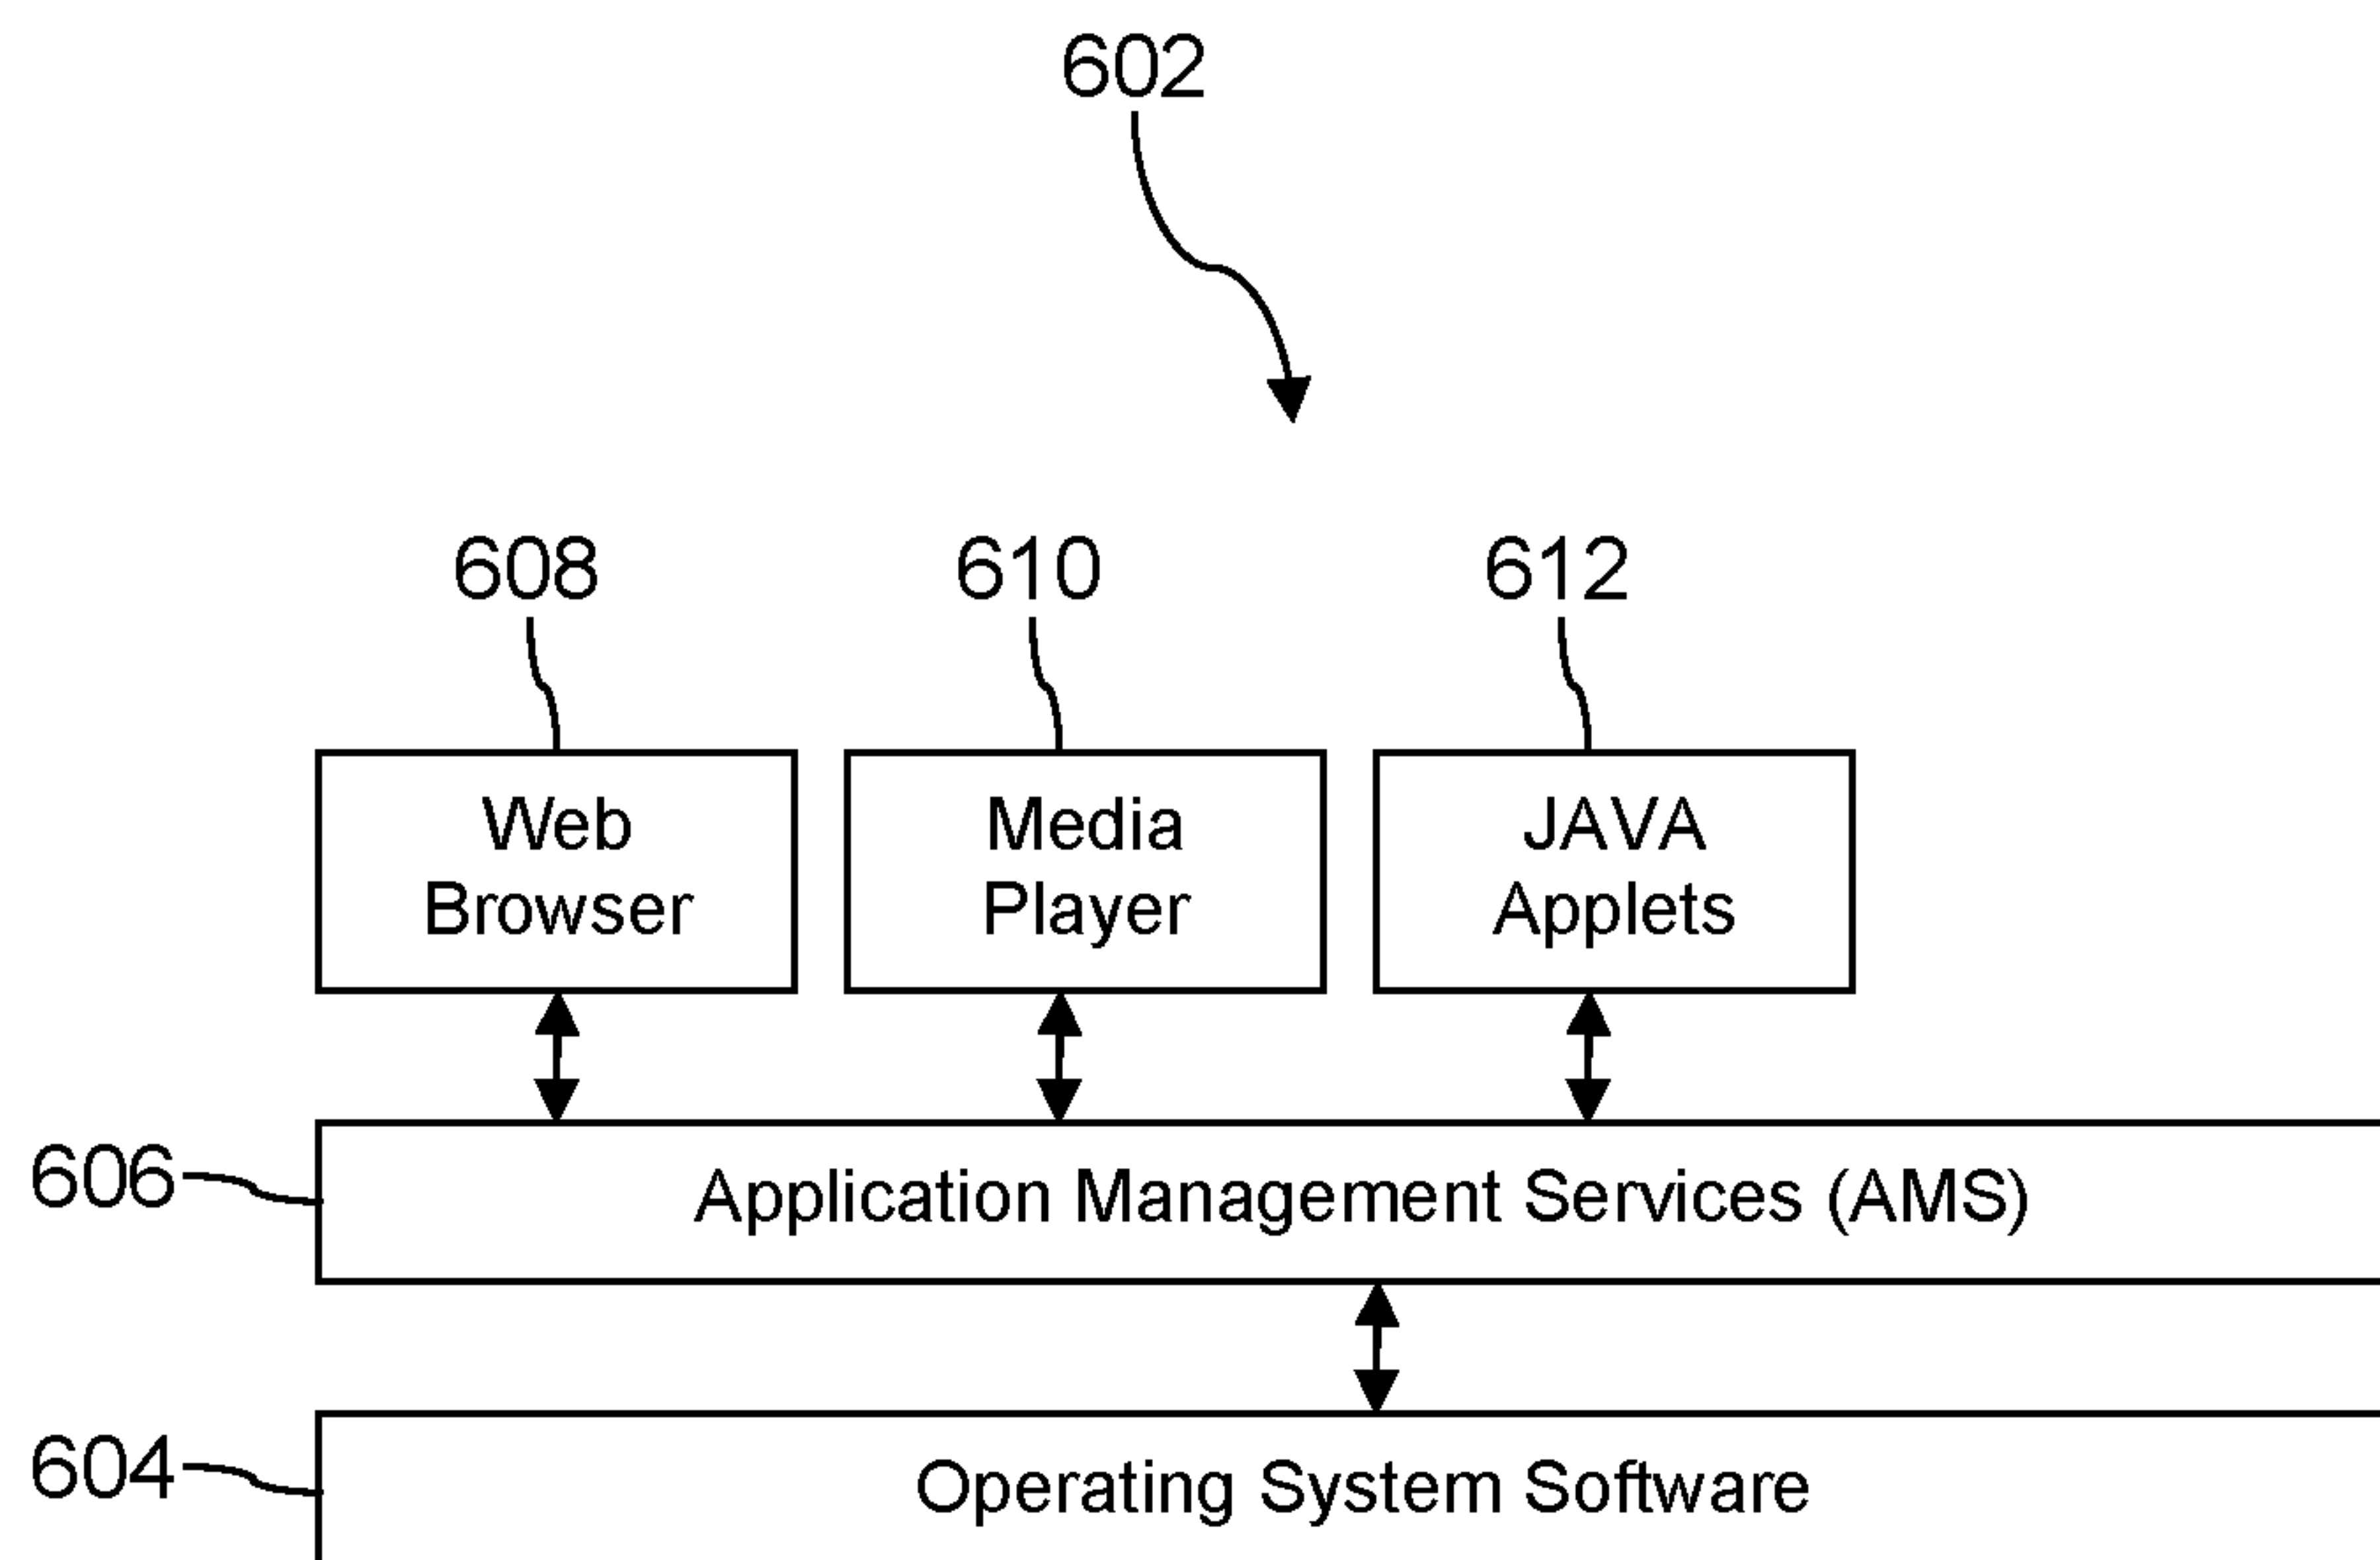 602
608
610
612
Web
Browser
Media
Player
JAVA
Applets
606
Application Management Services (AMS)
604
Operating System Software